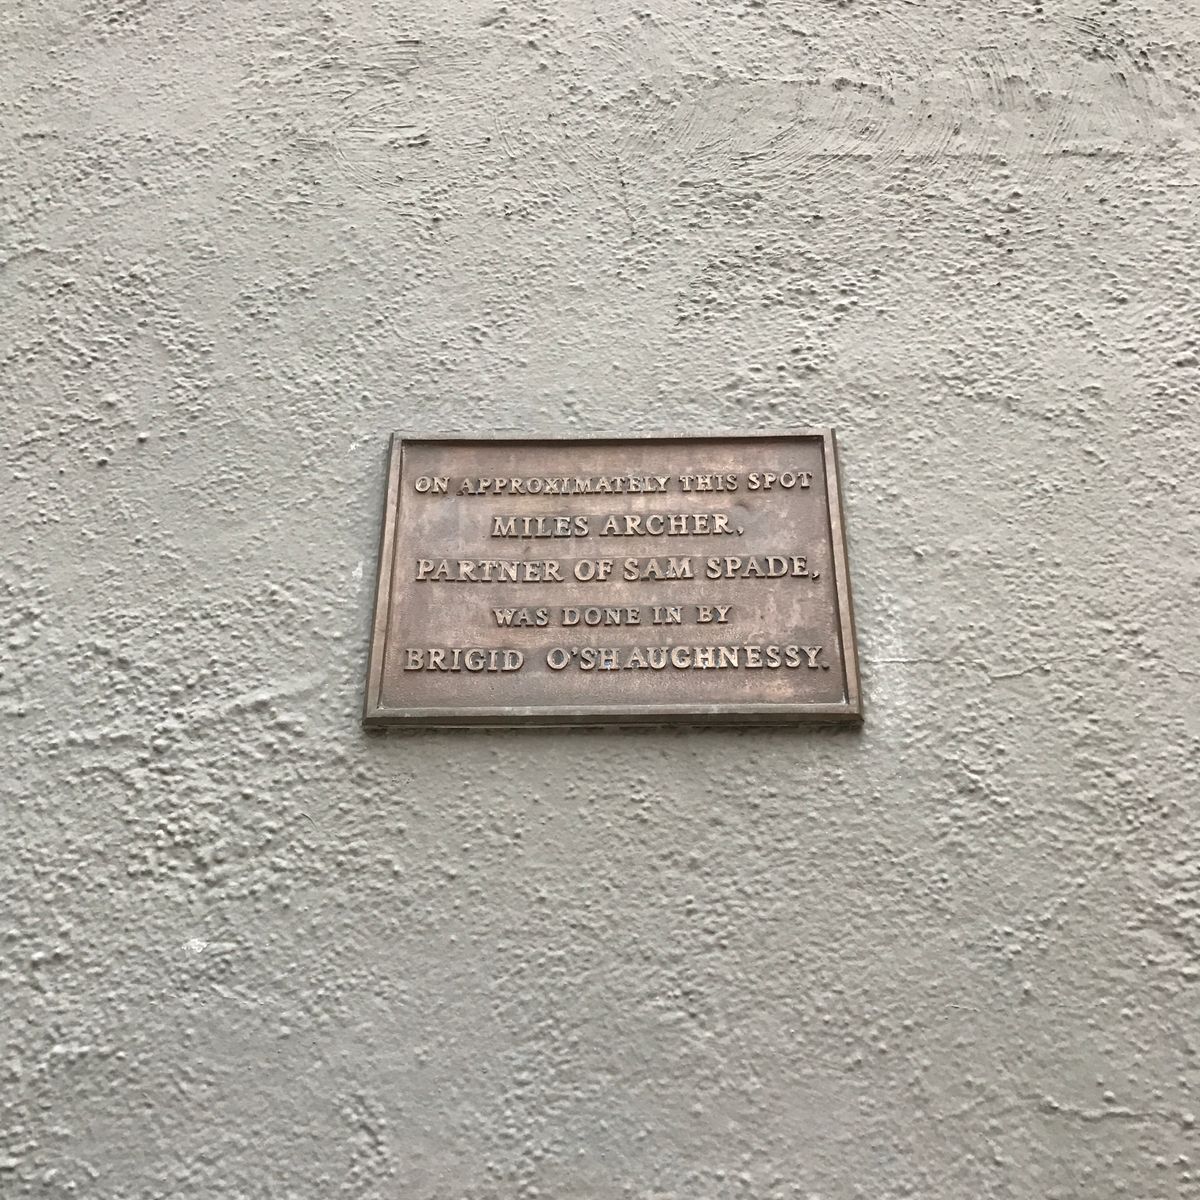 ON APPROXIMATELY THIS SPOT
MILES ARCHER,
PARTNER OF SAM SPADE,
WAS DONE IN BY
BRIGID O'SHAUGHNESSY.